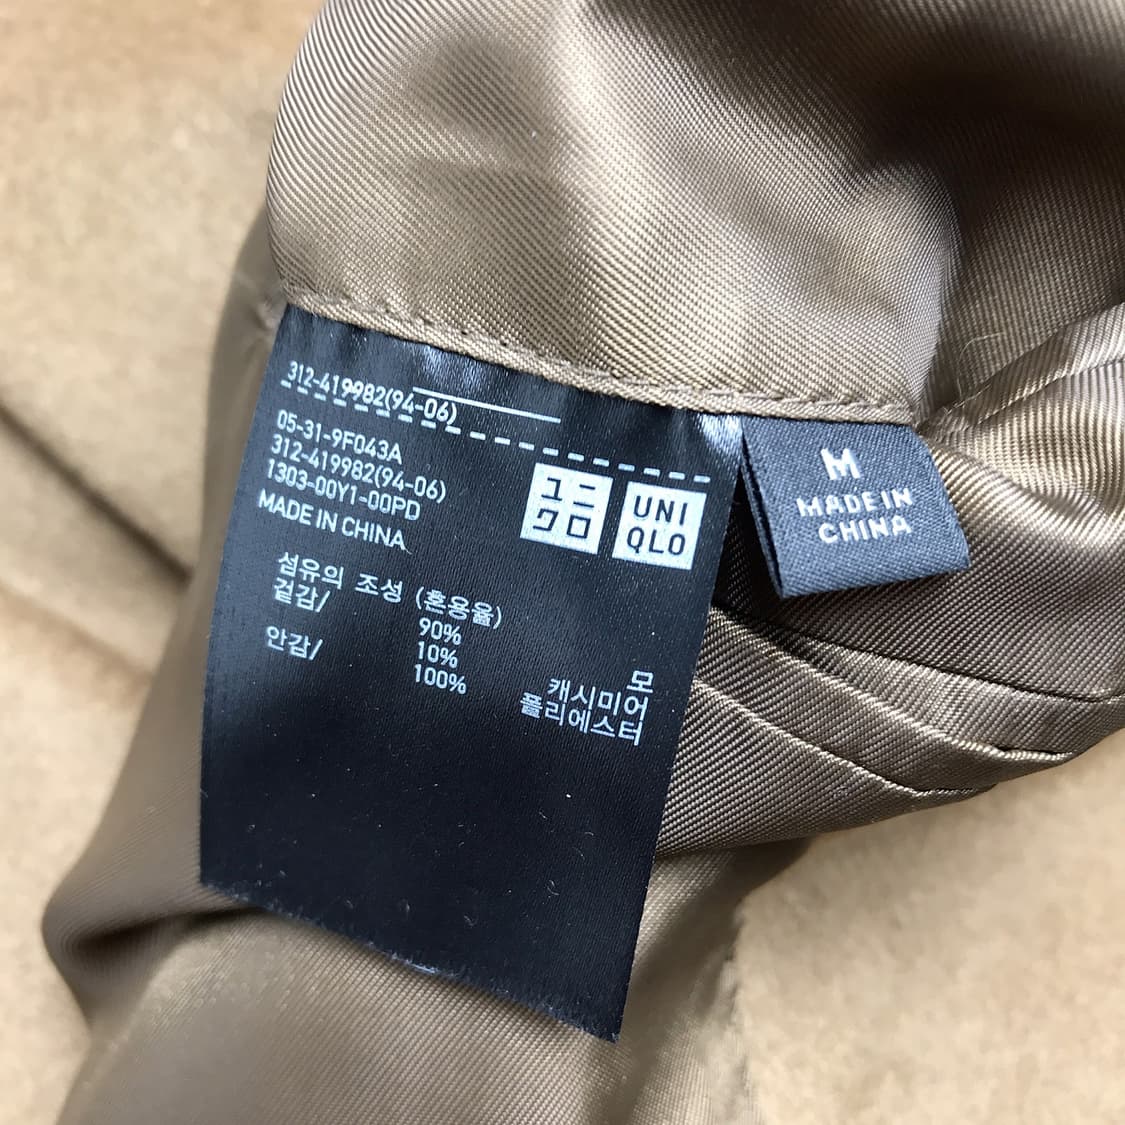 312-419982(94-06)
05-31-9F043A
312-419982(94-06)
1303-00Y1-00PD
MADE IN CHINA
ユニ
クロ
UNI
QLO
섬유의 조성 (혼용율)
겉감/ 90% 모
10% 캐시미어
안감/ 100% 폴리에스터
M
MADE IN
CHINA